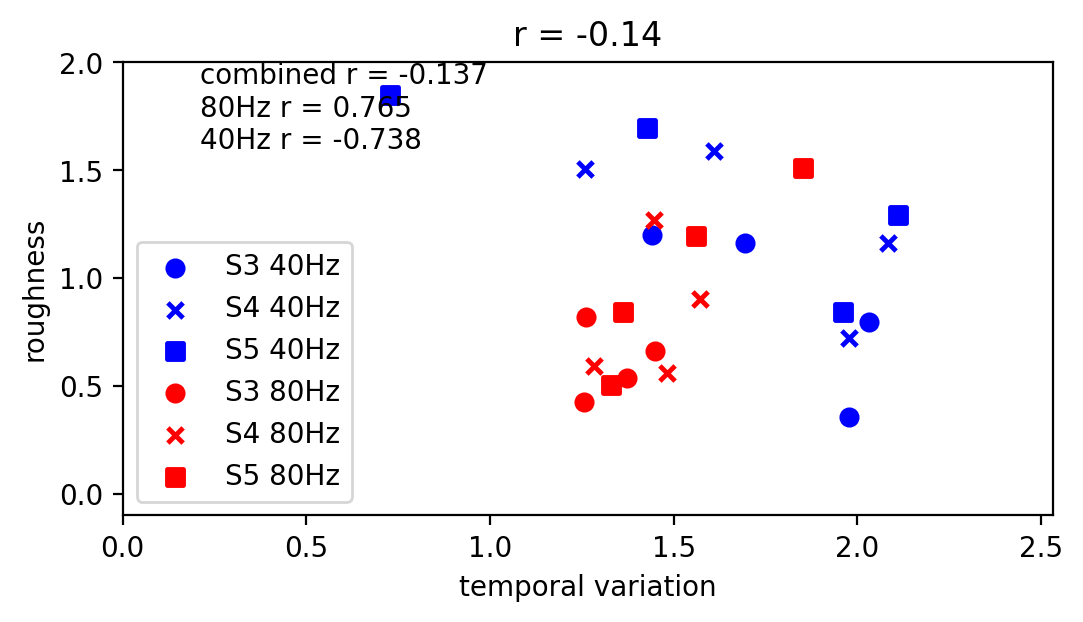 r = -0.14
combined r = -0.137
80Hz r = 0.765
40Hz r = -0.738
2.0
1.5
1.0
0.5
0.0
roughness
S3 40Hz
S4 40Hz
S5 40Hz
S3 80Hz
S4 80Hz
S5 80Hz
0.0 0.5 1.0 1.5 2.0 2.5
temporal variation